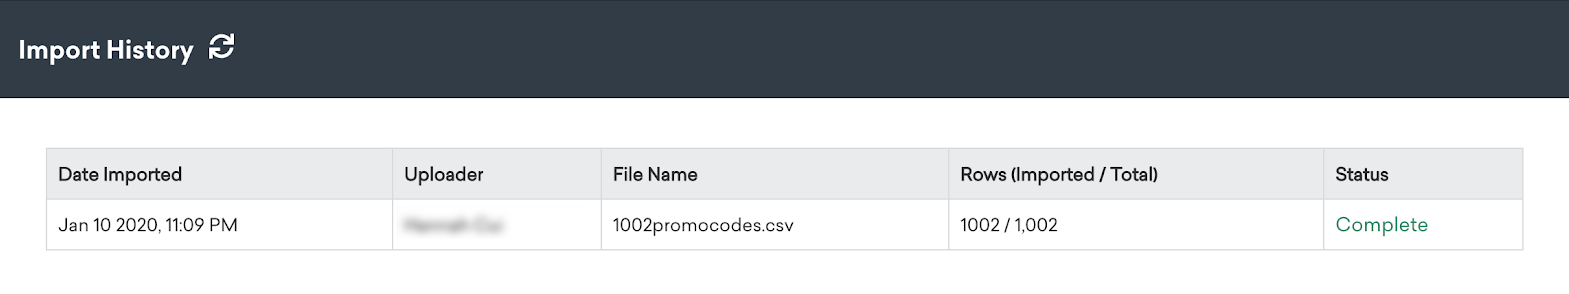 Import History
Date Imported Uploader File Name Rows (Imported / Total) Status
Jan 10 2020, 11:09 PM 1002promocodes.csv 1002 / 1,002 Complete